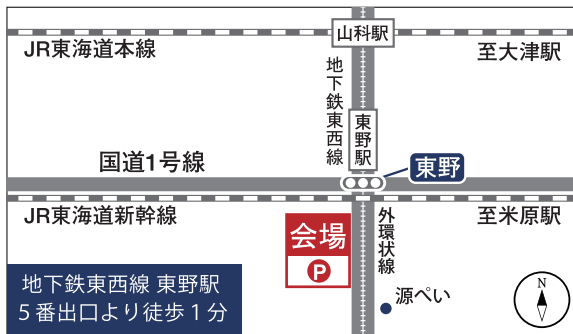 山科駅
JR東海道本線
至大津駅
地下鉄東西線
東野駅
国道1号線
東野
JR東海道新幹線
至米原駅
会場
P
外環状線
源ぺい
地下鉄東西線 東野駅
5番出口より徒歩1分
N